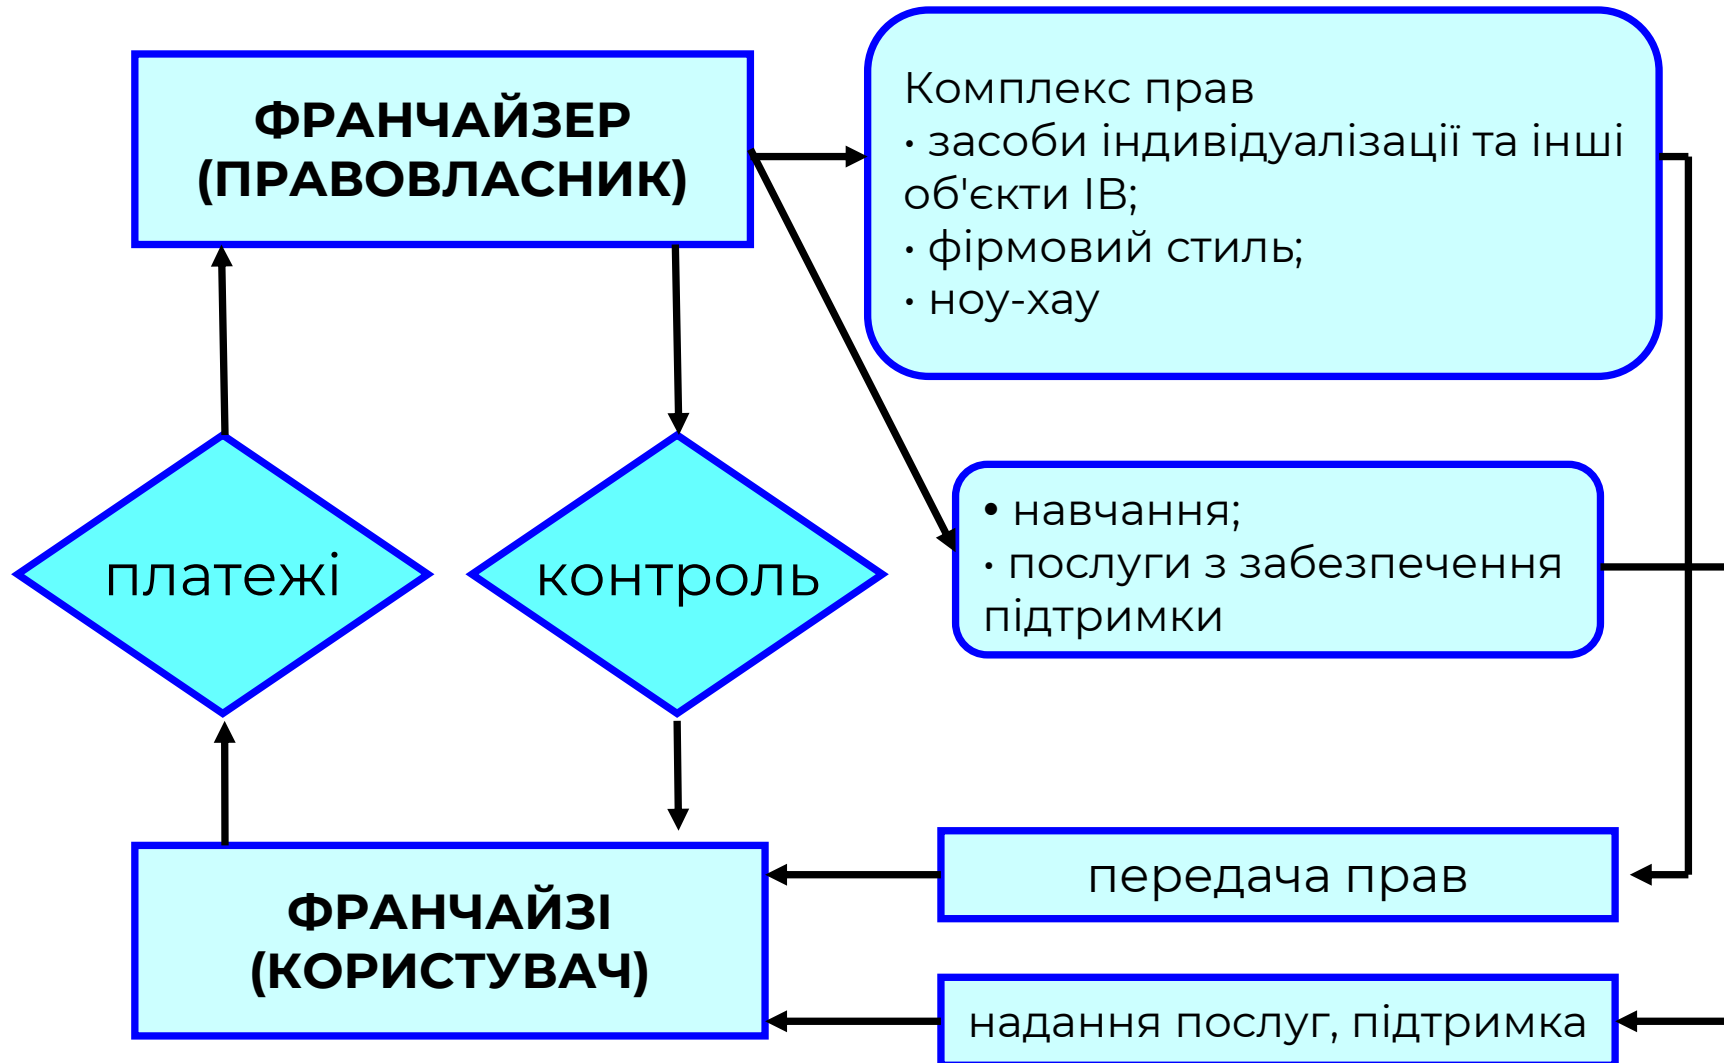 ФРАНЧАЙЗЕР
(ПРАВОВЛАСНИК)
Комплекс прав
· засоби індивідуалізації та інші
об'єкти ІВ;
· фірмовий стиль;
· ноу-хау
платежі
контроль
• навчання;
· послуги з забезпечення
підтримки
ФРАНЧАЙЗІ
(КОРИСТУВАЧ)
передача прав
надання послуг, підтримка